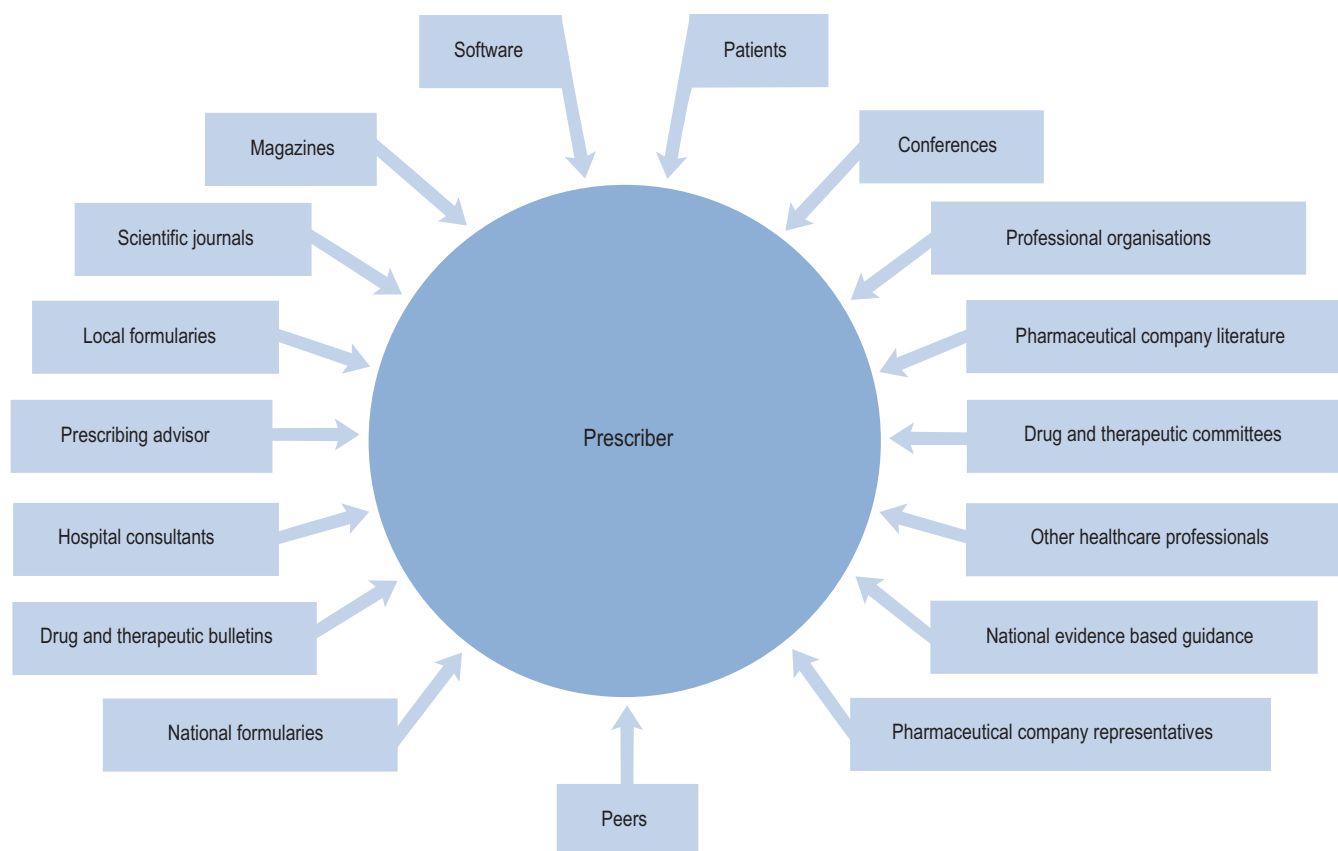 Software
Patients
Magazines
Conferences
Scientific journals
Professional organisations
Local formularies
Pharmaceutical company literature
Prescribing advisor
Prescriber
Drug and therapeutic committees
Hospital consultants
Other healthcare professionals
Drug and therapeutic bulletins
National evidence based guidance
National formularies
Pharmaceutical company representatives
Peers